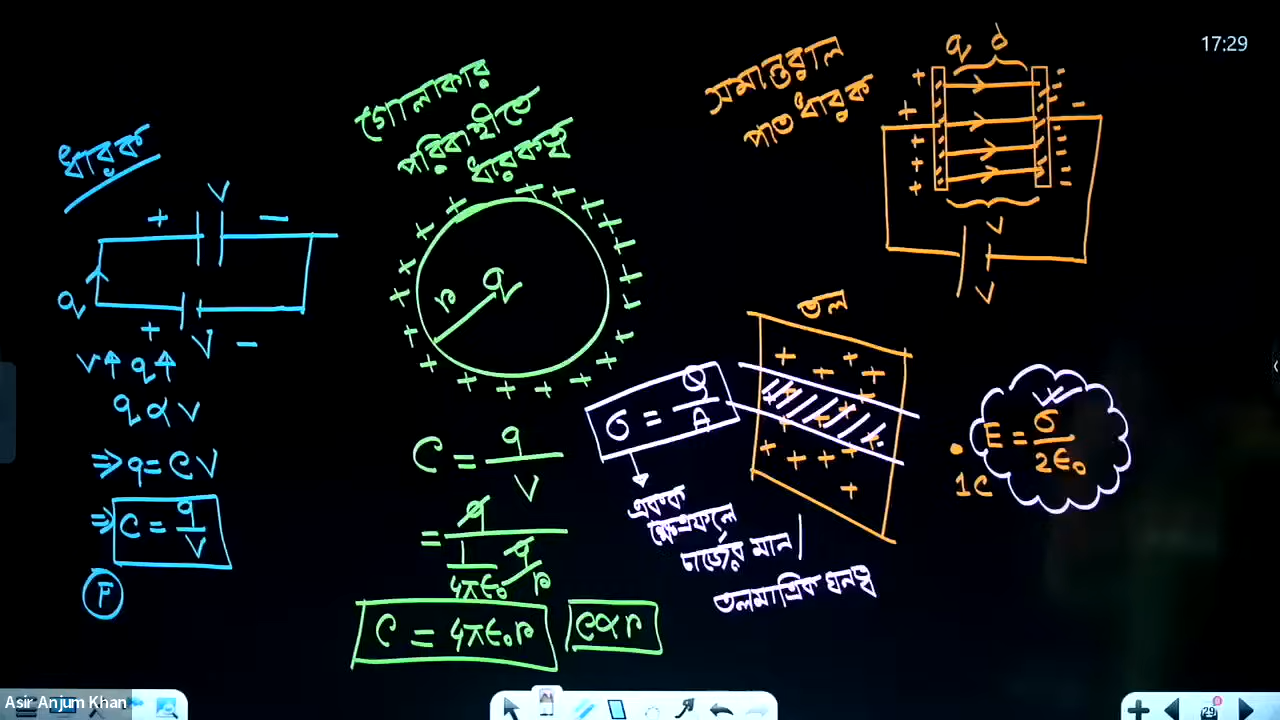 17:29
ধারক
V
+ −
q
+ V −
V↑ q↑
q ∝ V
⇒ q = CV
⇒ C = q/V
F
গোলাকার
পরিবাহীতে
ধারকত্ব
q
r
C = q/V
= q / (1/4πϵ₀ q/r)
C = 4πϵ₀r
C∝r
সমান্তরাল
পাত ধারক
q d
V
V
তল
σ = Q/A
একক
ক্ষেত্রফলে
চার্জের মান|
তলমাত্রিক ঘনত্ব
E = σ/2ϵ₀
1C
Asir Anjum Khan
29